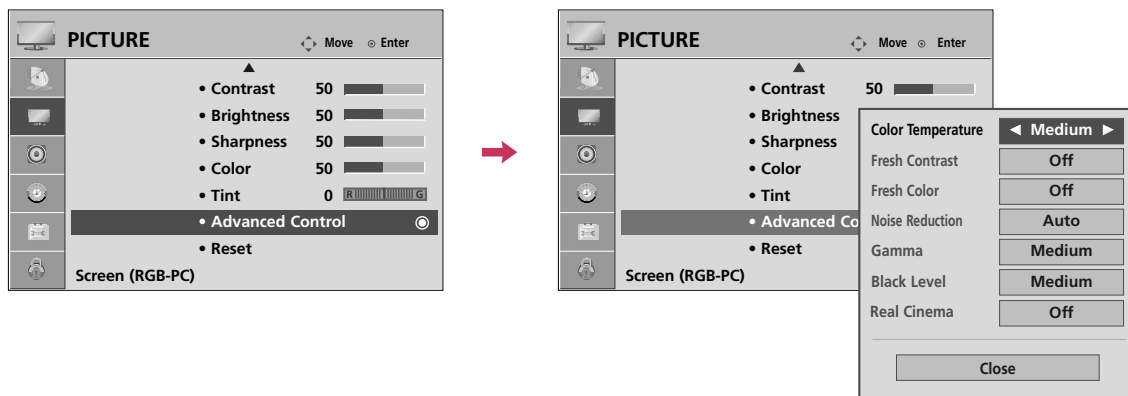 PICTURE Move Enter
• Contrast 50
• Brightness 50
• Sharpness 50
• Color 50
• Tint 0 R G
• Advanced Control
• Reset
Screen (RGB-PC)
PICTURE Move Enter
• Contrast 50
• Brightness
• Sharpness
• Color
• Tint
• Advanced Co
• Reset
Screen (RGB-PC)
Color Temperature ◀ Medium ▶
Fresh Contrast Off
Fresh Color Off
Noise Reduction Auto
Gamma Medium
Black Level Medium
Real Cinema Off
Close